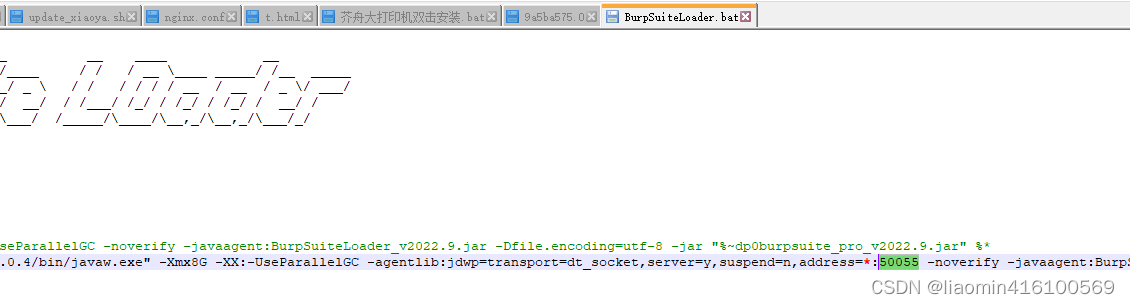 update_xiaoya.sh nginx.conf t.html 芥舟大打印机双击安装.bat 9a5ba575.0 BurpSuiteLoader.bat
seParallelGC -noverify -javaagent:BurpSuiteLoader_v2022.9.jar -Dfile.encoding=utf-8 -jar "%~dp0burpsuite_pro_v2022.9.jar" %*
.0.4/bin/javaw.exe" -Xmx8G -XX:-UseParallelGC -agentlib:jdwp=transport=dt_socket,server=y,suspend=n,address=*:50055 -noverify -javaagent:BurpS
CSDN @liaomin416100569